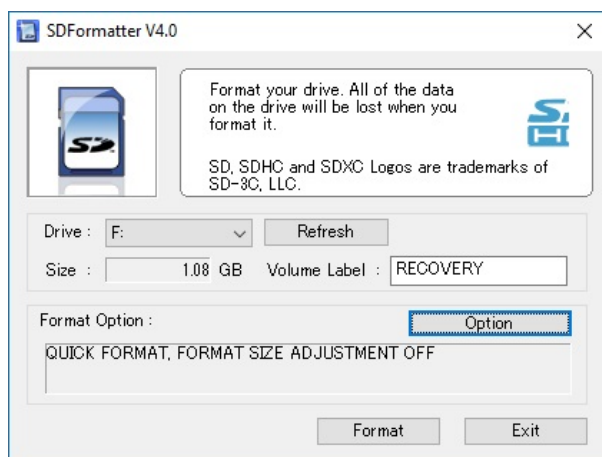 SDFormatter V4.0
Format your drive. All of the data
on the drive will be lost when you
format it.
SD, SDHC and SDXC Logos are trademarks of
SD-3C, LLC.
Drive : F: Refresh
Size : 1.08 GB Volume Label : RECOVERY
Format Option :
Option
QUICK FORMAT, FORMAT SIZE ADJUSTMENT OFF
Format Exit